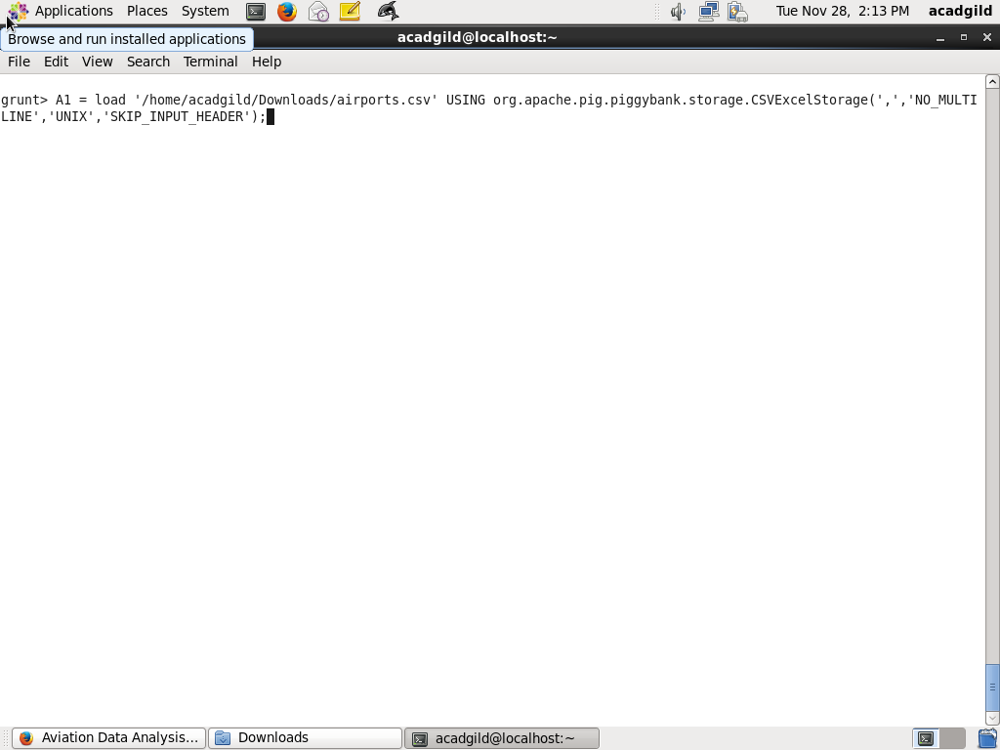 Applications Places System Tue Nov 28, 2:13 PM acadgild
Browse and run installed applications
acadgild@localhost:~
File Edit View Search Terminal Help
grunt> A1 = load '/home/acadgild/Downloads/airports.csv' USING org.apache.pig.piggybank.storage.CSVExcelStorage(',','NO_MULTI
LINE','UNIX','SKIP_INPUT_HEADER');
Aviation Data Analysis... Downloads acadgild@localhost:~